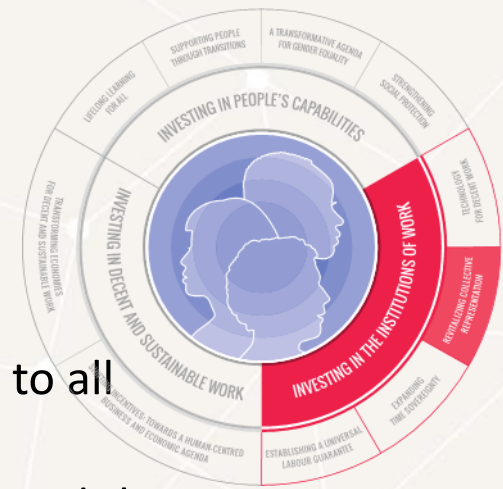 SUPPORTING PEOPLE
THROUGH TRANSITIONS
A TRANSFORMATIVE AGENDA
FOR GENDER EQUALITY
LIFELONG LEARNING
FOR ALL
STRENGTHENING
SOCIAL PROTECTION
INVESTING IN PEOPLE'S CAPABILITIES
TECHNOLOGY
FOR DECENT WORK
TRANSFORMING ECONOMIES
FOR DECENT AND SUSTAINABLE WORK
INVESTING IN DECENT AND SUSTAINABLE WORK
INVESTING IN THE INSTITUTIONS OF WORK
REVITALIZING COLLECTIVE
REPRESENTATION
to all
INCENTIVES: TOWARDS A HUMAN-CENTRED
BUSINESS AND ECONOMIC AGENDA
EXPANDING
TIME SOVEREIGNTY
ESTABLISHING A UNIVERSAL
LABOUR GUARANTEE